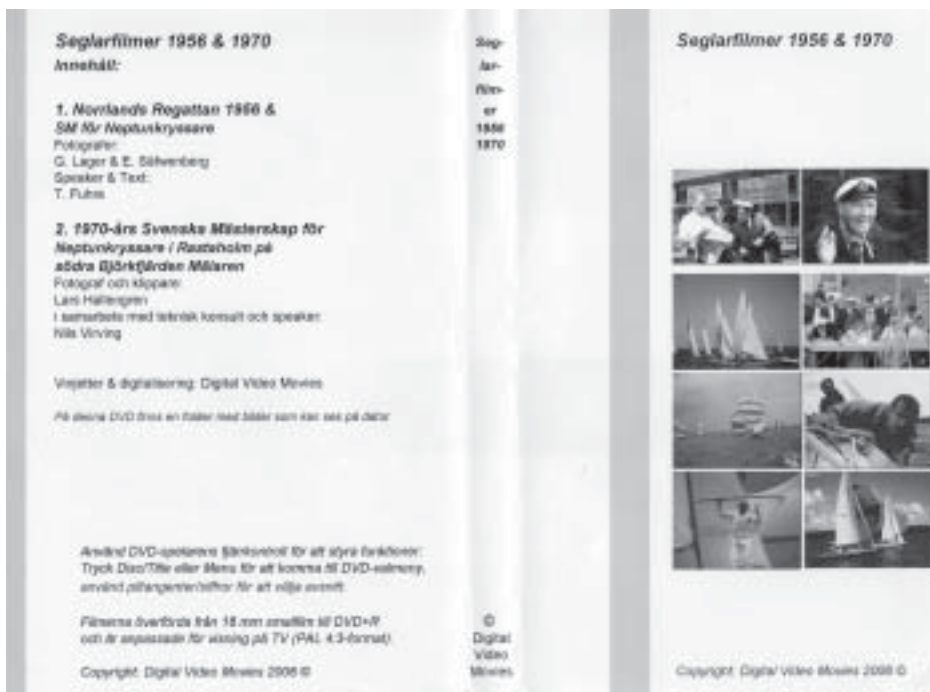 Seglarfilmer 1956 & 1970
Innehåll:
1. Norrlands Regattan 1956 &
SM för Neptunkryssare
Fotografer:
G. Lager & E.
Speaker & Text:
T.
2. 1970-års Svenska Mästerskap för
Neptunkryssare i Rasteholm på
södra Björkfjärden Mälaren
Fotograf och klippare:
Lars Hallengren
i samarbete med teknisk konsult och speaker:
Nils Virving
Vinjetter & digitalisering: Digital Video Movies
På denna DVD finns en folder med bilder som kan ses på dator
Använd DVD-spelarens fjärrkontroll för att styra funktioner:
Tryck Disc/Title eller Menu för att komma till DVD-valmeny,
använd piltangenter/siffror för att välja avsnitt.
Filmerna överförda från 16 mm smalfilm till DVD+R
och är anpassade för visning på TV (PAL 4:3-format).
Copyright: Digital Video Movies 2006 ©
Seg-
lar-
film-
er
1956
1970
©
Digital
Video
Movies
Seglarfilmer 1956 & 1970
Copyright: Digital Video Movies 2006 ©